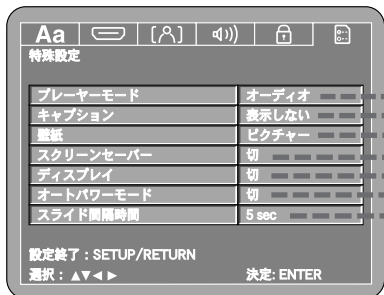 Aa
特殊設定
プレーヤーモード オーディオ
キャプション 表示しない
壁紙 ピクチャー
スクリーンセーバー 切
ディスプレイ 切
オートパワーモード 切
スライド間隔時間 5 sec
設定終了：SETUP/RETURN
選択：▲▼◀▶ 決定: ENTER